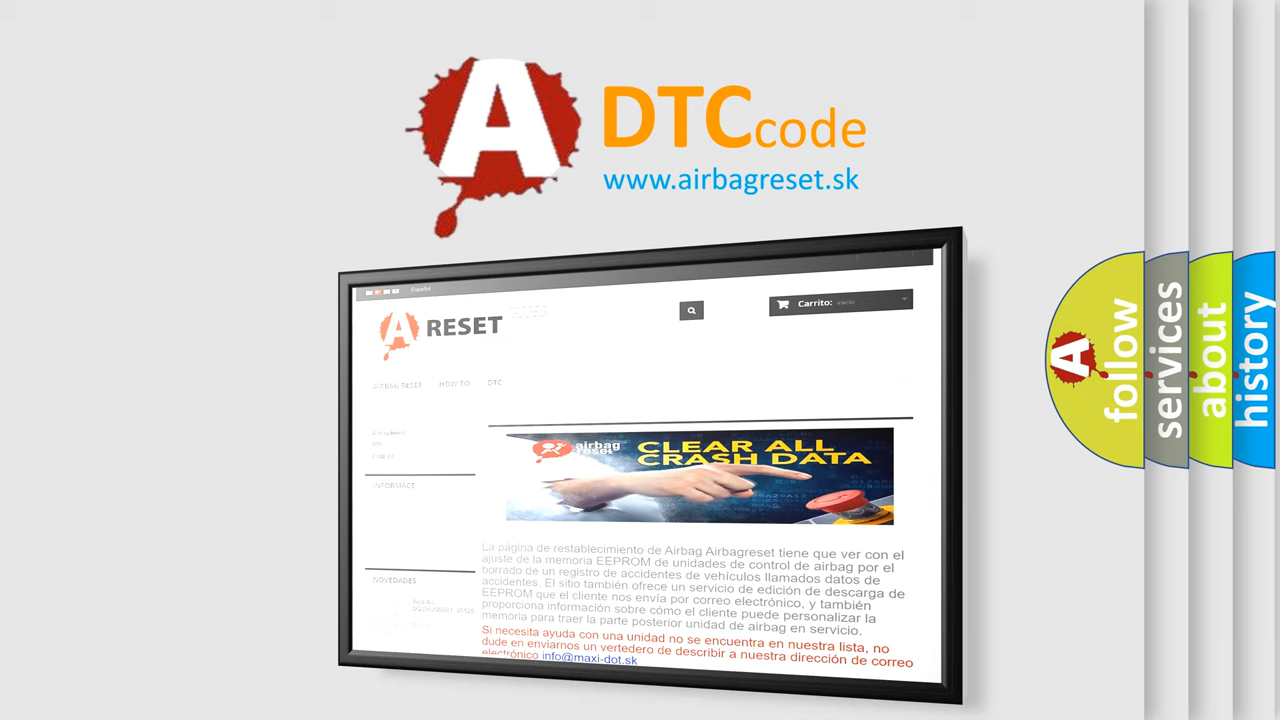 A DTC code
www.airbagreset.sk
Español
A RESET
Carrito: vacío
AIRBAG RESET HOW TO DTC
INFORMACE
NOVEDADES
airbag
reset
CLEAR ALL
CRASH DATA
La página de restablecimiento de Airbag Airbagreset tiene que ver con el
ajuste de la memoria EEPROM de unidades de control de airbag por el
borrado de un registro de accidentes de vehículos llamados datos de
accidentes. El sitio también ofrece un servicio de edición de descarga de
EEPROM que el cliente nos envía por correo electrónico, y también
proporciona información sobre cómo el cliente puede personalizar la
memoria para traer la parte posterior unidad de airbag en servicio.
Si necesita ayuda con una unidad no se encuentra en nuestra lista, no
dude en enviarnos un vertedero de describir a nuestra dirección de correo
electrónico info@maxi-dot.sk
A follow
services
about
history